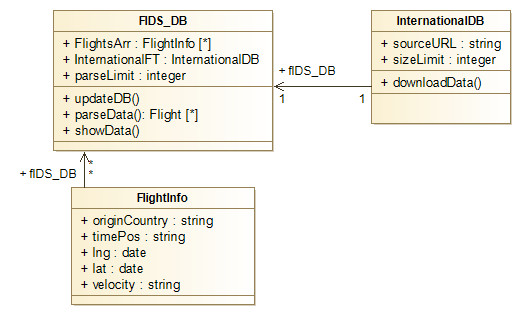 FIDS_DB
+ FlightsArr : FlightInfo [*]
+ InternationalFT : InternationalDB
+ parseLimit : integer
+ updateDB()
+ parseData(): Flight [*]
+ showData()
InternationalDB
+ sourceURL : string
+ sizeLimit : integer
+ downloadData()
+ fIDS_DB
1
1
+ fIDS_DB
*
*
FlightInfo
+ originCountry : string
+ timePos : string
+ lng : date
+ lat : date
+ velocity : string